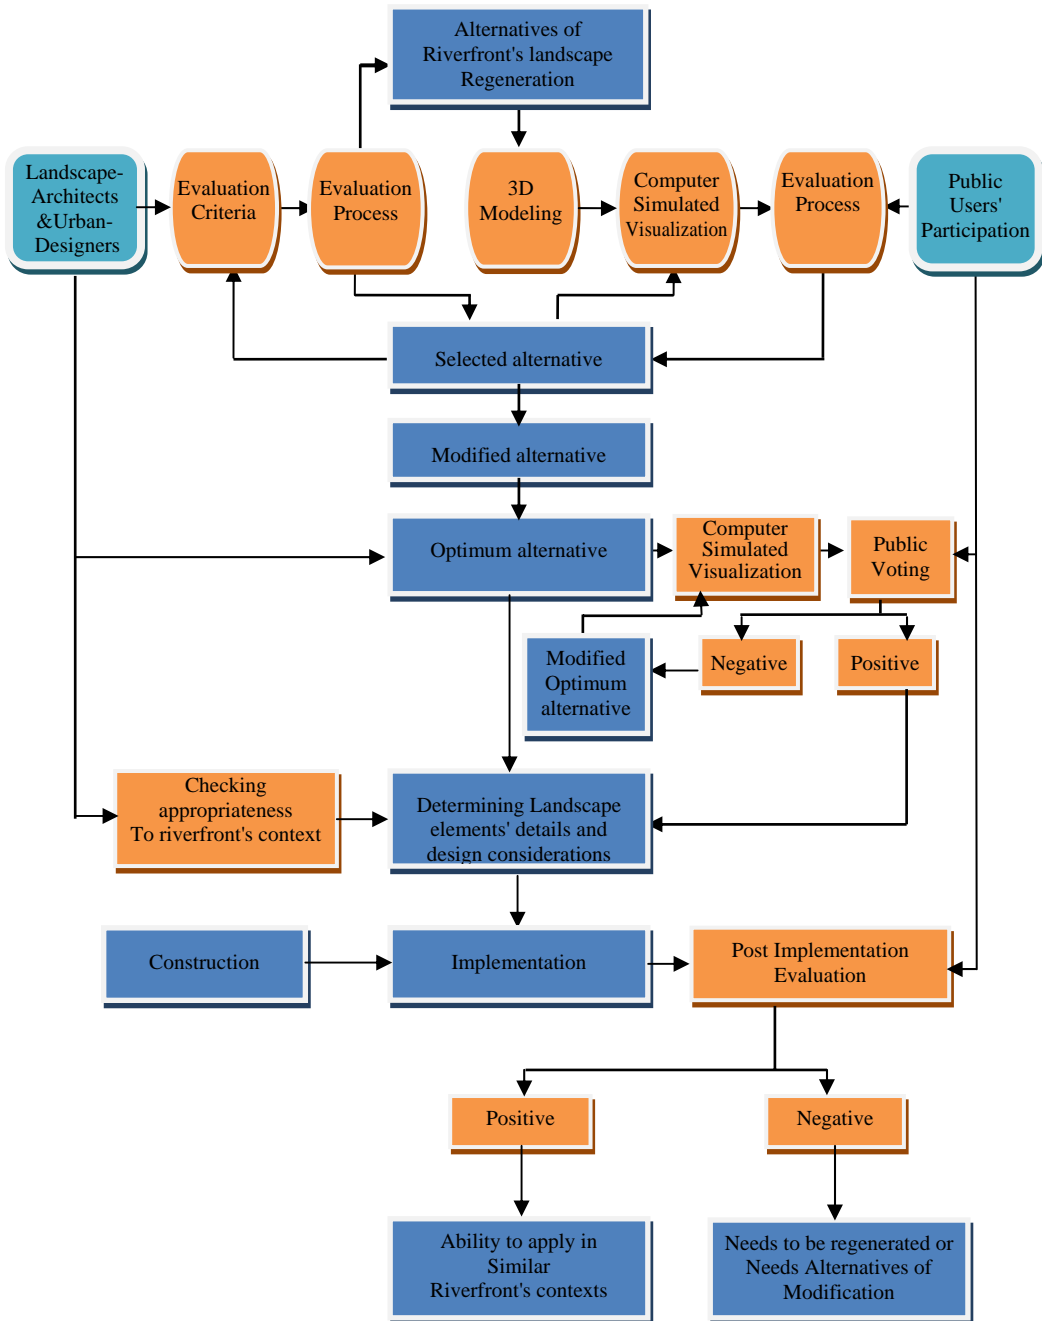 Alternatives of
Riverfront's landscape
Regeneration
Landscape-
Architects
&Urban-
Designers
Evaluation
Criteria
Evaluation
Process
3D
Modeling
Computer
Simulated
Visualization
Evaluation
Process
Public
Users'
Participation
Selected alternative
Modified alternative
Optimum alternative
Computer
Simulated
Visualization
Public
Voting
Modified
Optimum
alternative
Negative
Positive
Checking
appropriateness
To riverfront's context
Determining Landscape
elements' details and
design considerations
Construction
Implementation
Post Implementation
Evaluation
Positive
Negative
Ability to apply in
Similar
Riverfront's contexts
Needs to be regenerated or
Needs Alternatives of
Modification